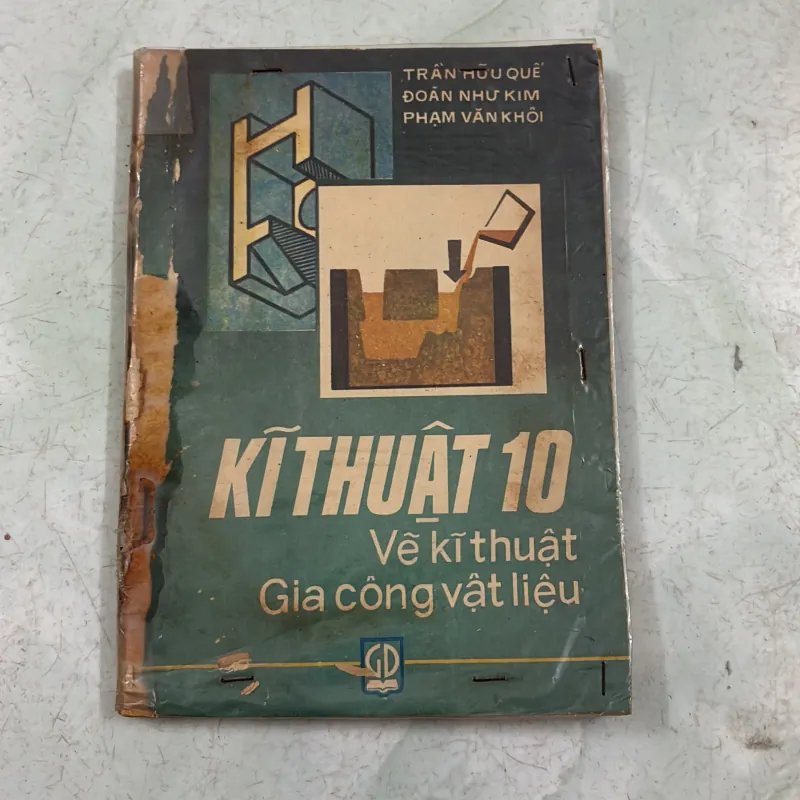 TRẦN HỮU QUẾ
ĐOÀN NHƯ KIM
PHẠM VĂN KHÔI
KĨ THUẬT 10
Vẽ kĩ thuật
Gia công vật liệu
GD